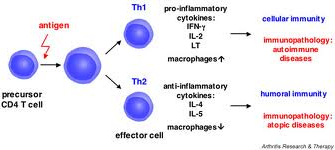 antigen
precursor
CD4 T cell
Th1
pro-inflammatory
cytokines:
IFN-γ
IL-2
LT
macrophages↑
cellular immunity
immunopathology:
autoimmune
diseases
Th2
effector cell
anti-inflammatory
cytokines:
IL-4
IL-5
macrophages↓
humoral immunity
immunopathology:
atopic diseases
Arthritis Research & Therapy